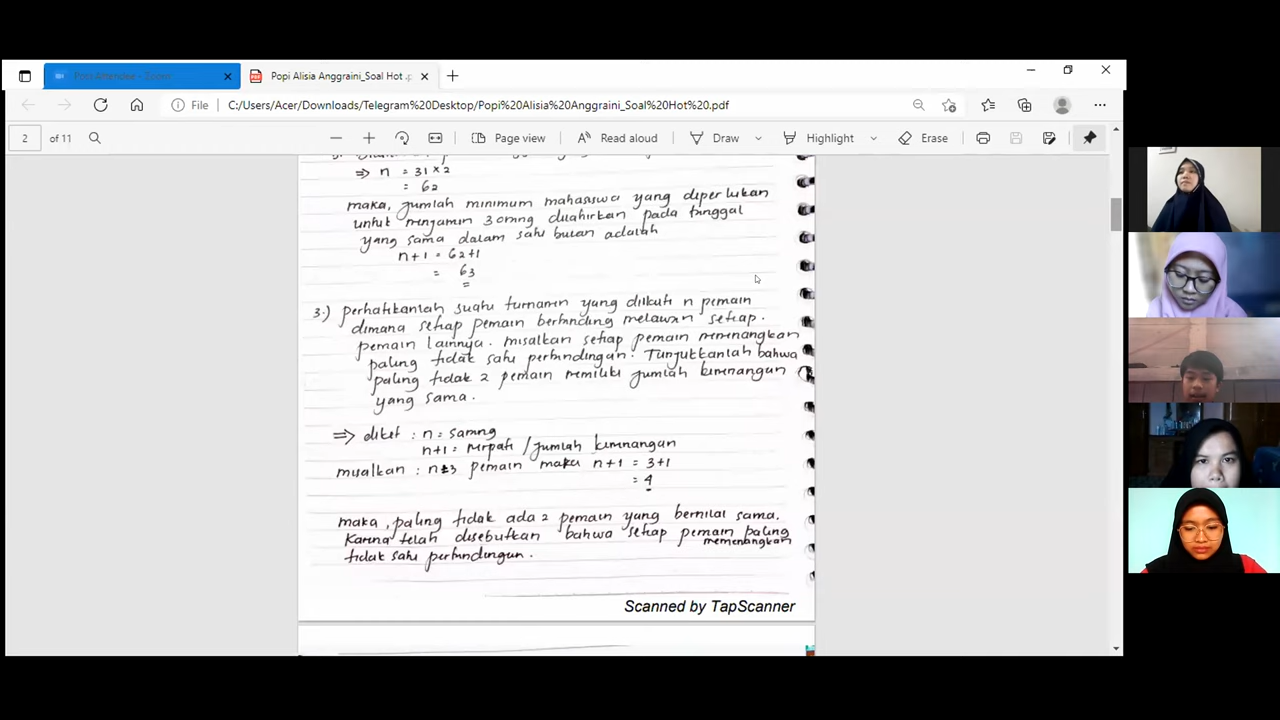 Popi Alisia Anggraini_Soal Hot .p
File C:/Users/Acer/Downloads/Telegram%20Desktop/Popi%20Alisia%20Anggraini_Soal%20Hot%20.pdf
2 of 11 Page view Read aloud Draw Highlight Erase
⇒ n = 31 × 2
= 62
maka, jumlah minimum mahasiswa yang diperlukan
untuk menjamin 3 orang dilahirkan pada tanggal
yang sama dalam satu bulan adalah
n+1 = 62+1
= 63
3.) perhatikanlah suatu turnamen yang diikuti n pemain
dimana setiap pemain bertanding melawan setiap
pemain lainnya. misalkan setiap pemain memenangkan
paling tidak satu pertandingan. Tunjukkanlah bahwa
paling tidak 2 pemain memiliki jumlah kemenangan
yang sama.
⇒ diket : n = sarang
n+1 = merpati / jumlah kemenangan
misalkan : n=3 pemain maka n+1 = 3+1
= 4
maka, paling tidak ada 2 pemain yang bernilai sama.
Karena telah disebutkan bahwa setiap pemain paling
memenangkan
tidak satu pertandingan.
Scanned by TapScanner